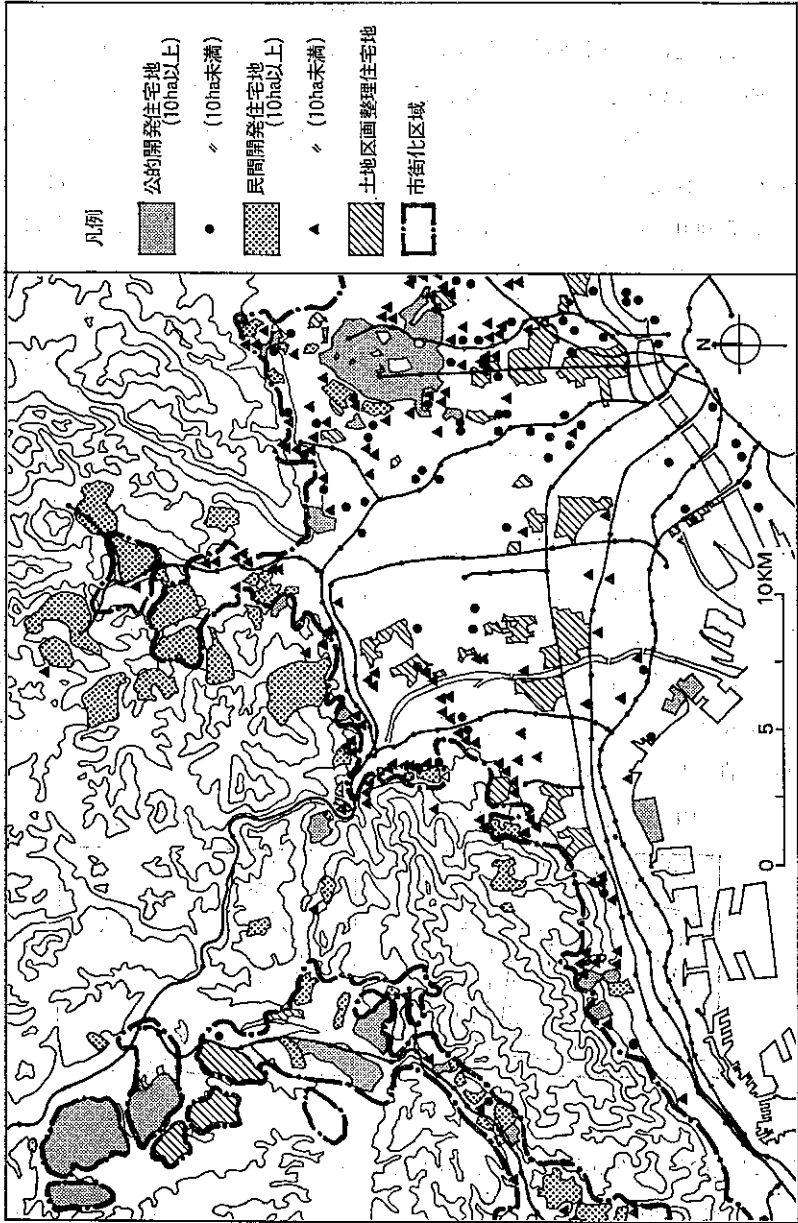 凡例
公的開発住宅地
(10ha以上)
〃 (10ha未満)
民間開発住宅地
(10ha以上)
〃 (10ha未満)
土地区画整理住宅地
市街化区域
N
0 5 10KM